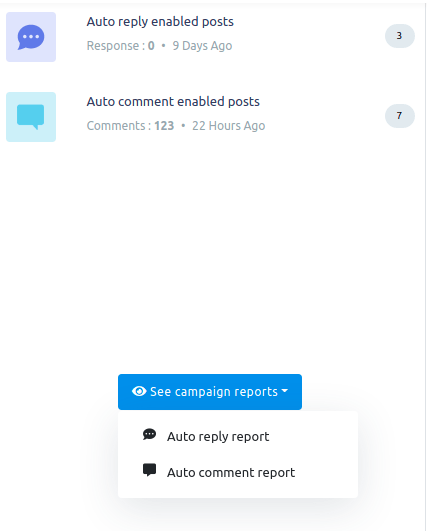 Auto reply enabled posts
Response : 0 • 9 Days Ago
3
Auto comment enabled posts
Comments : 123 • 22 Hours Ago
7
See campaign reports
Auto reply report
Auto comment report